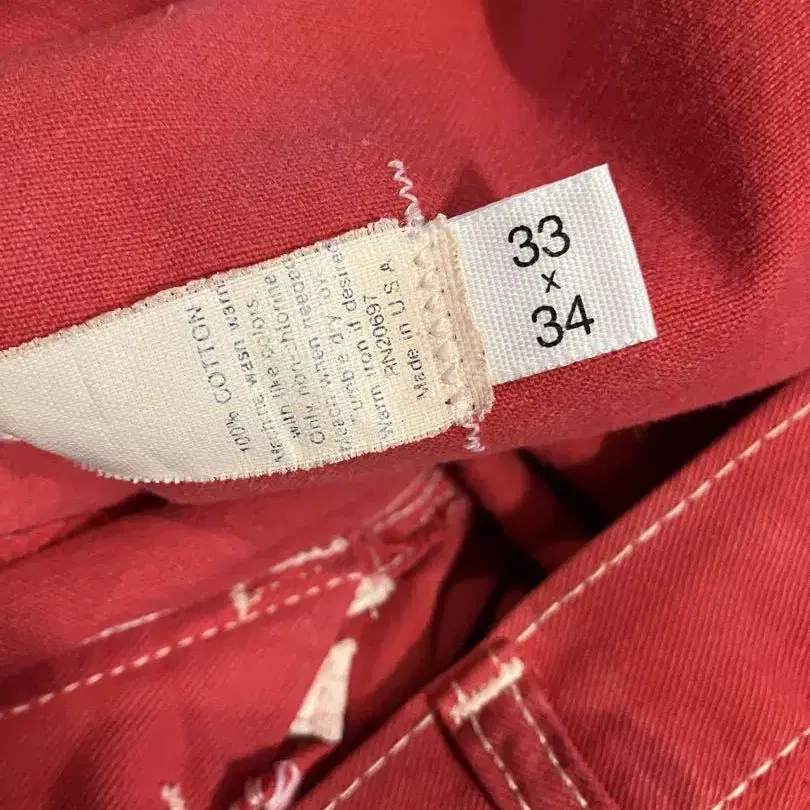 100% COTTON
wash warm
with like colors
Only non-chlorine
bleach when needed
Tumble dry
Warm iron if desired
RN20697
Made in U.S.A
33
x
34